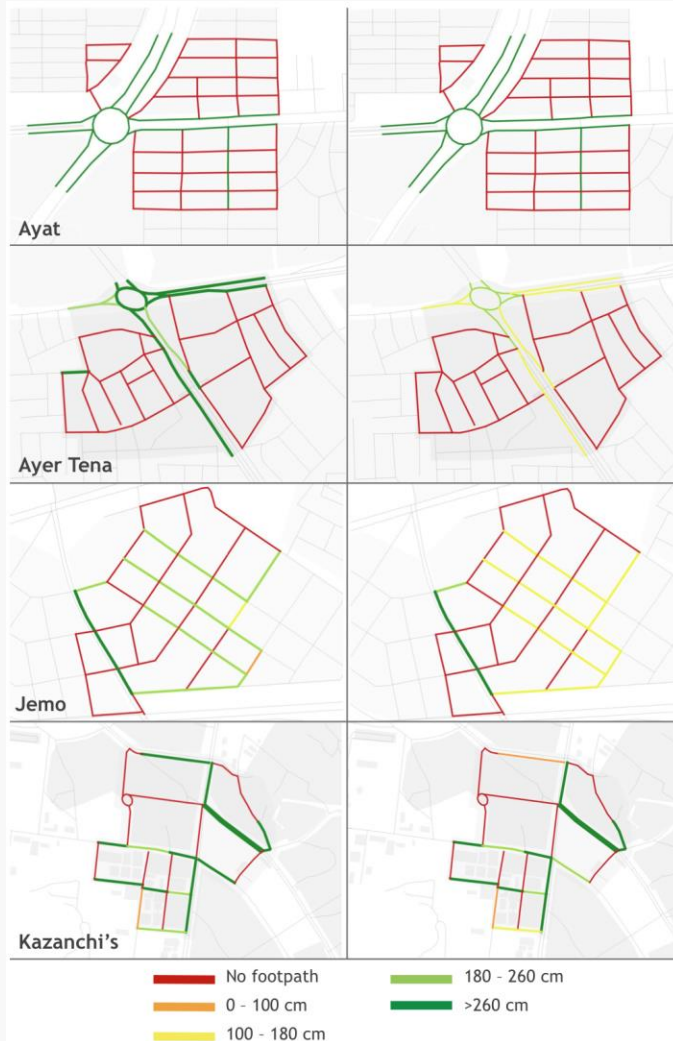 Ayat
Ayer Tena
Jemo
Kazanchi's
No footpath
0 - 100 cm
100 - 180 cm
180 - 260 cm
>260 cm